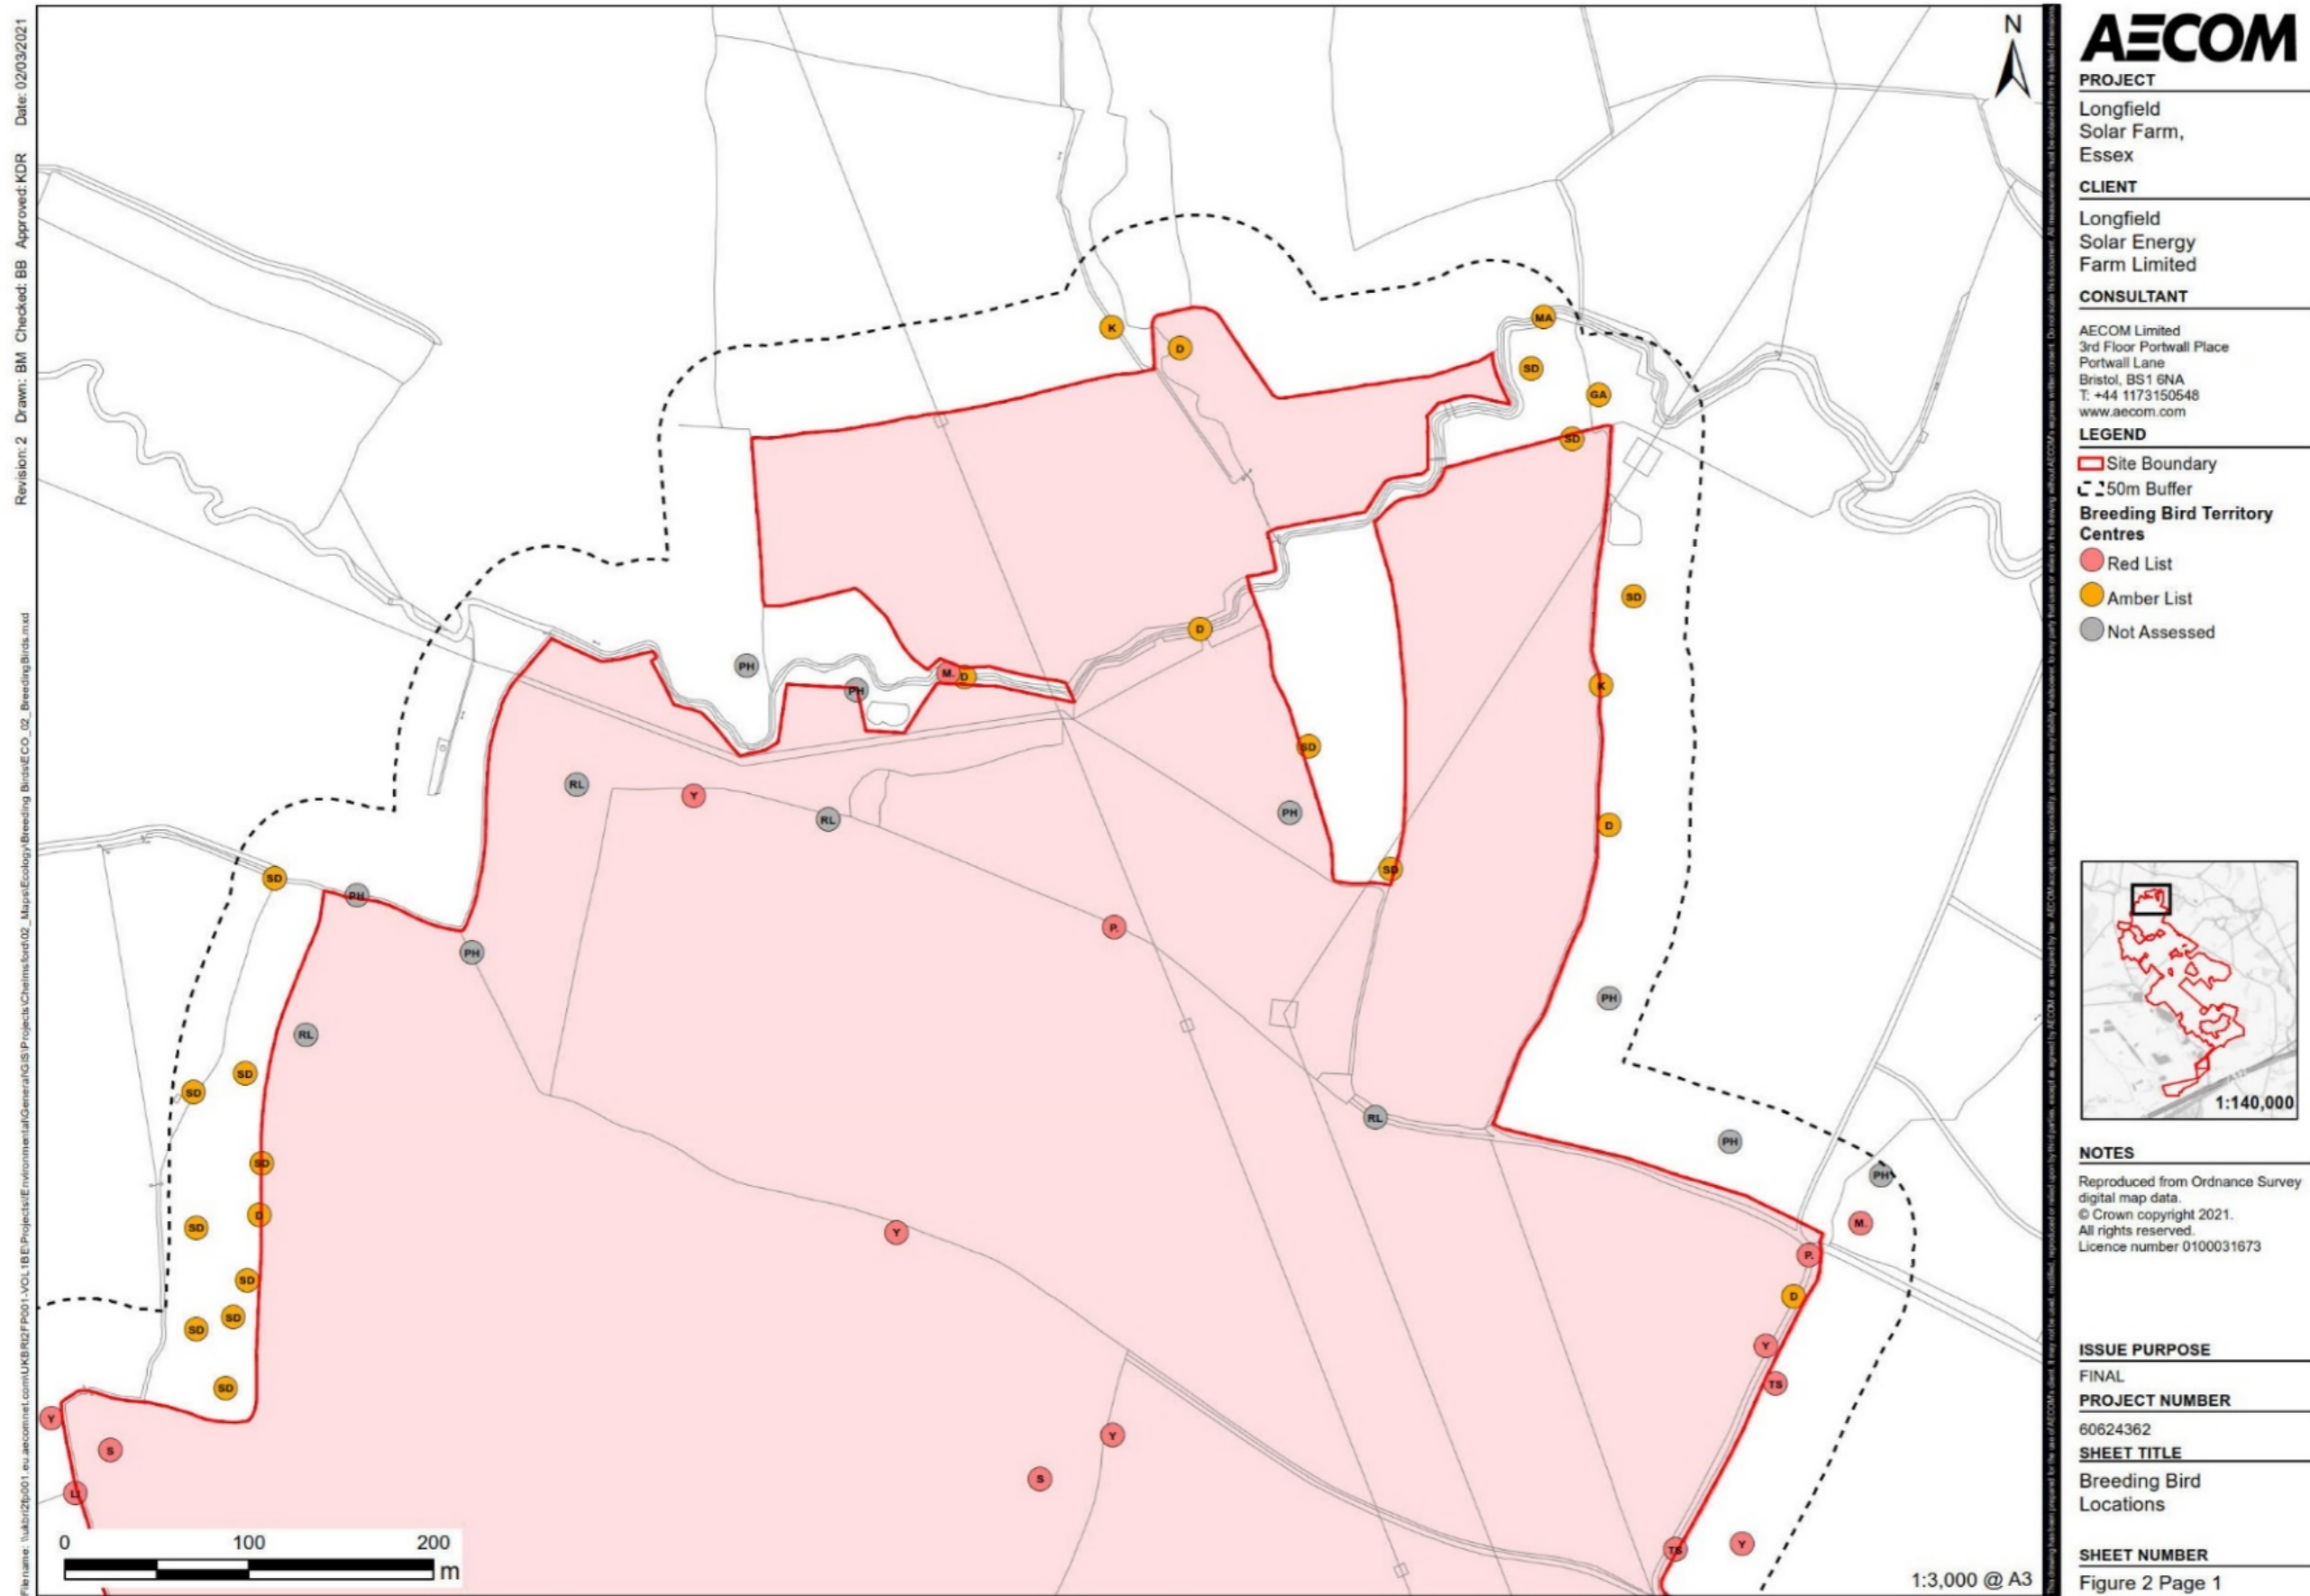 Date: 02/03/2021
Approved: KDR
Checked: BB
Drawn: BM
Revision: 2
N
K
D
MA
SD
GA
SD
SD
D
PH
M.
D
K
PH
SD
RL
Y
PH
RL
D
SD
SD
PH
P.
PH
PH
RL
SD
SD
RL
PH
SD
PH
D
M.
SD
Y
P.
SD
D
SD
SD
Y
TS
SD
Y
Y
S
S
LI
Y
TS
0 100 200
m
1:3,000 @ A3
AECOM
PROJECT
Longfield
Solar Farm,
Essex
CLIENT
Longfield
Solar Energy
Farm Limited
CONSULTANT
AECOM Limited
3rd Floor Portwall Place
Portwall Lane
Bristol, BS1 6NA
T: +44 1173150548
www.aecom.com
LEGEND
Site Boundary
50m Buffer
Breeding Bird Territory
Centres
Red List
Amber List
Not Assessed
1:140,000
NOTES
Reproduced from Ordnance Survey
digital map data.
© Crown copyright 2021.
All rights reserved.
Licence number 0100031673
ISSUE PURPOSE
FINAL
PROJECT NUMBER
60624362
SHEET TITLE
Breeding Bird
Locations
SHEET NUMBER
Figure 2 Page 1